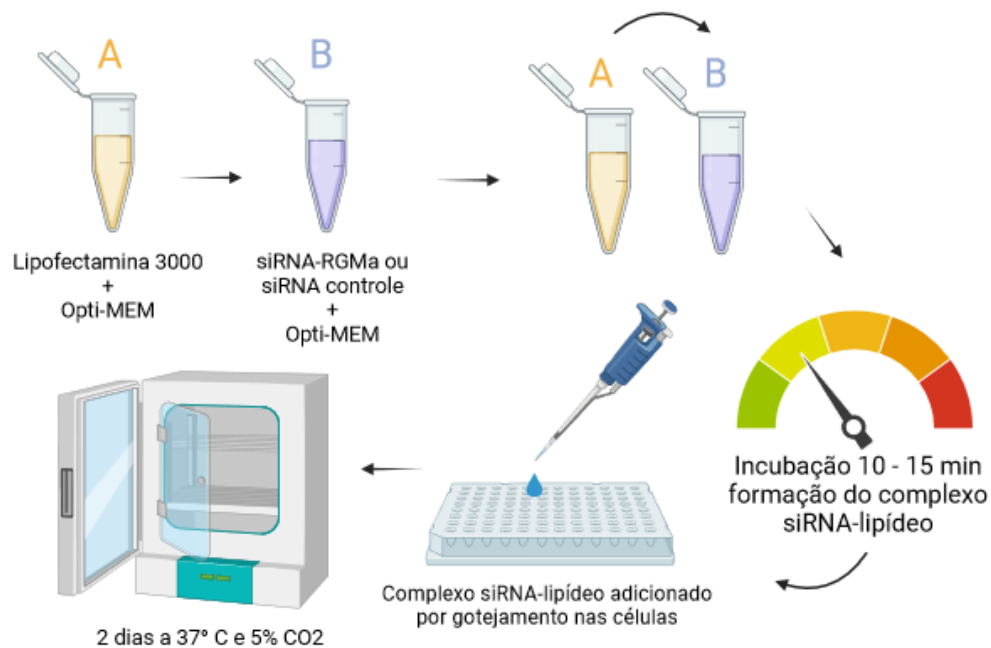 A
Lipofectamina 3000
+
Opti-MEM
B
siRNA-RGMa ou
siRNA controle
+
Opti-MEM
A
B
Incubação 10 - 15 min
formação do complexo
siRNA-lipídeo
Complexo siRNA-lipídeo adicionado
por gotejamento nas células
2 dias a 37º C e 5% CO2